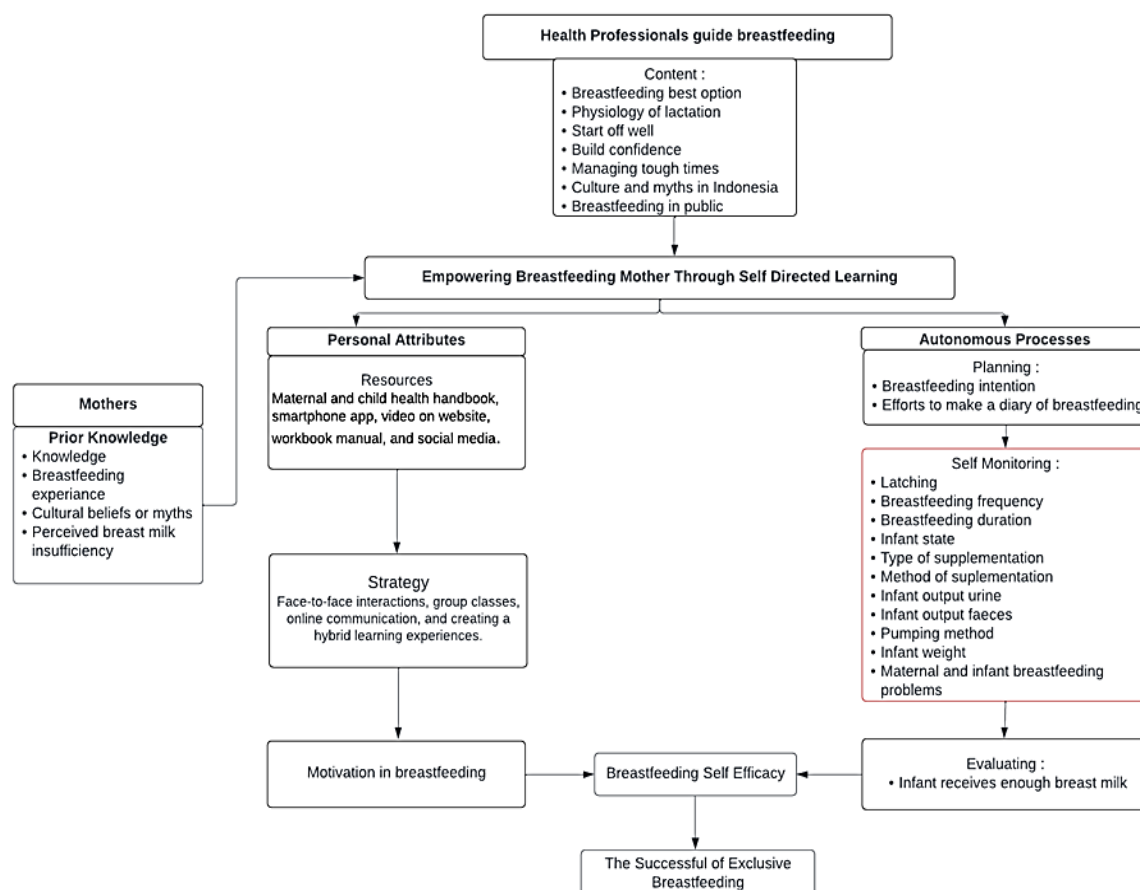 Health Professionals guide breastfeeding
Content :
• Breastfeeding best option
• Physiology of lactation
• Start off well
• Build confidence
• Managing tough times
• Culture and myths in Indonesia
• Breastfeeding in public
Empowering Breastfeeding Mother Through Self Directed Learning
Mothers
Prior Knowledge
• Knowledge
• Breastfeeding
experiance
• Cultural beliefs or myths
• Perceived breast milk
insufficiency
Personal Attributes
Resources
Maternal and child health handbook,
smartphone app, video on website,
workbook manual, and social media.
Strategy
Face-to-face interactions, group classes,
online communication, and creating a
hybrid learning experiences.
Motivation in breastfeeding
Autonomous Processes
Planning :
• Breastfeeding intention
• Efforts to make a diary of breastfeeding
Self Monitoring :
• Latching
• Breastfeeding frequency
• Breastfeeding duration
• Infant state
• Type of supplementation
• Method of suplementation
• Infant output urine
• Infant output faeces
• Pumping method
• Infant weight
• Maternal and infant breastfeeding
problems
Evaluating :
• Infant receives enough breast milk
Breastfeeding Self Efficacy
The Successful of Exclusive
Breastfeeding